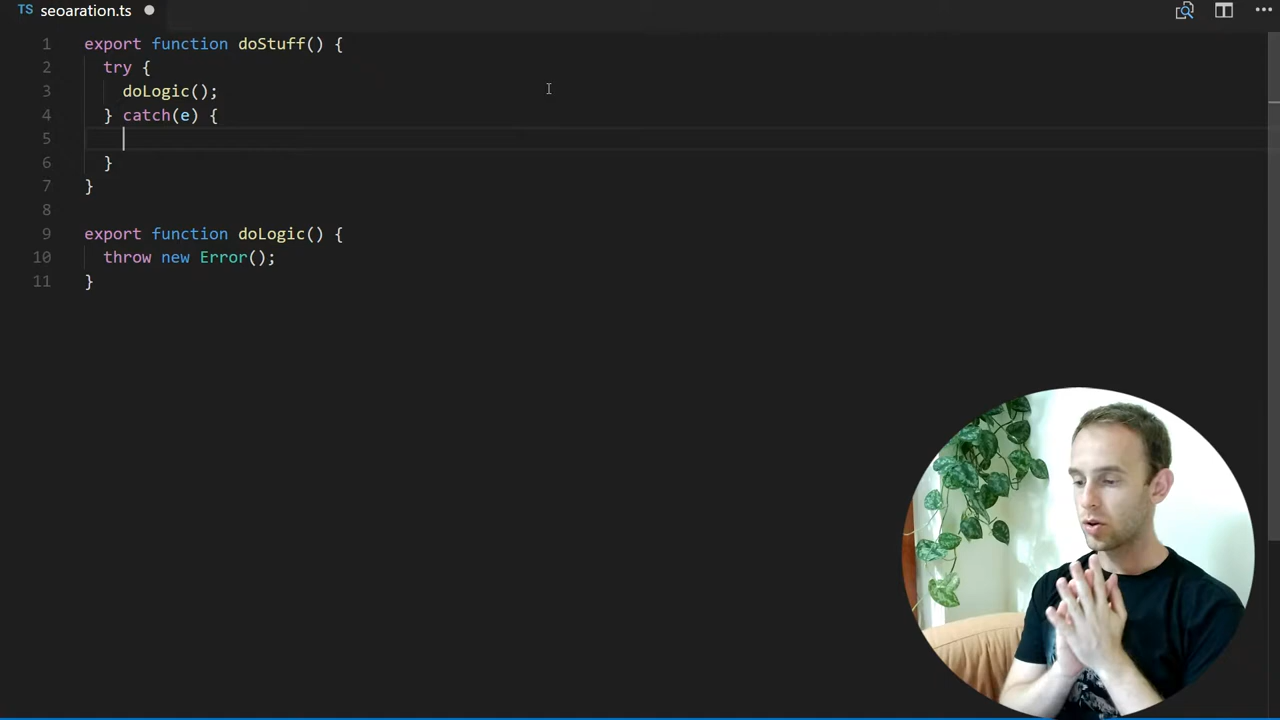 TS seoaration.ts
1 export function doStuff() {
2 try {
3 doLogic();
4 } catch(e) {
5
6 }
7 }
8
9 export function doLogic() {
10 throw new Error();
11 }